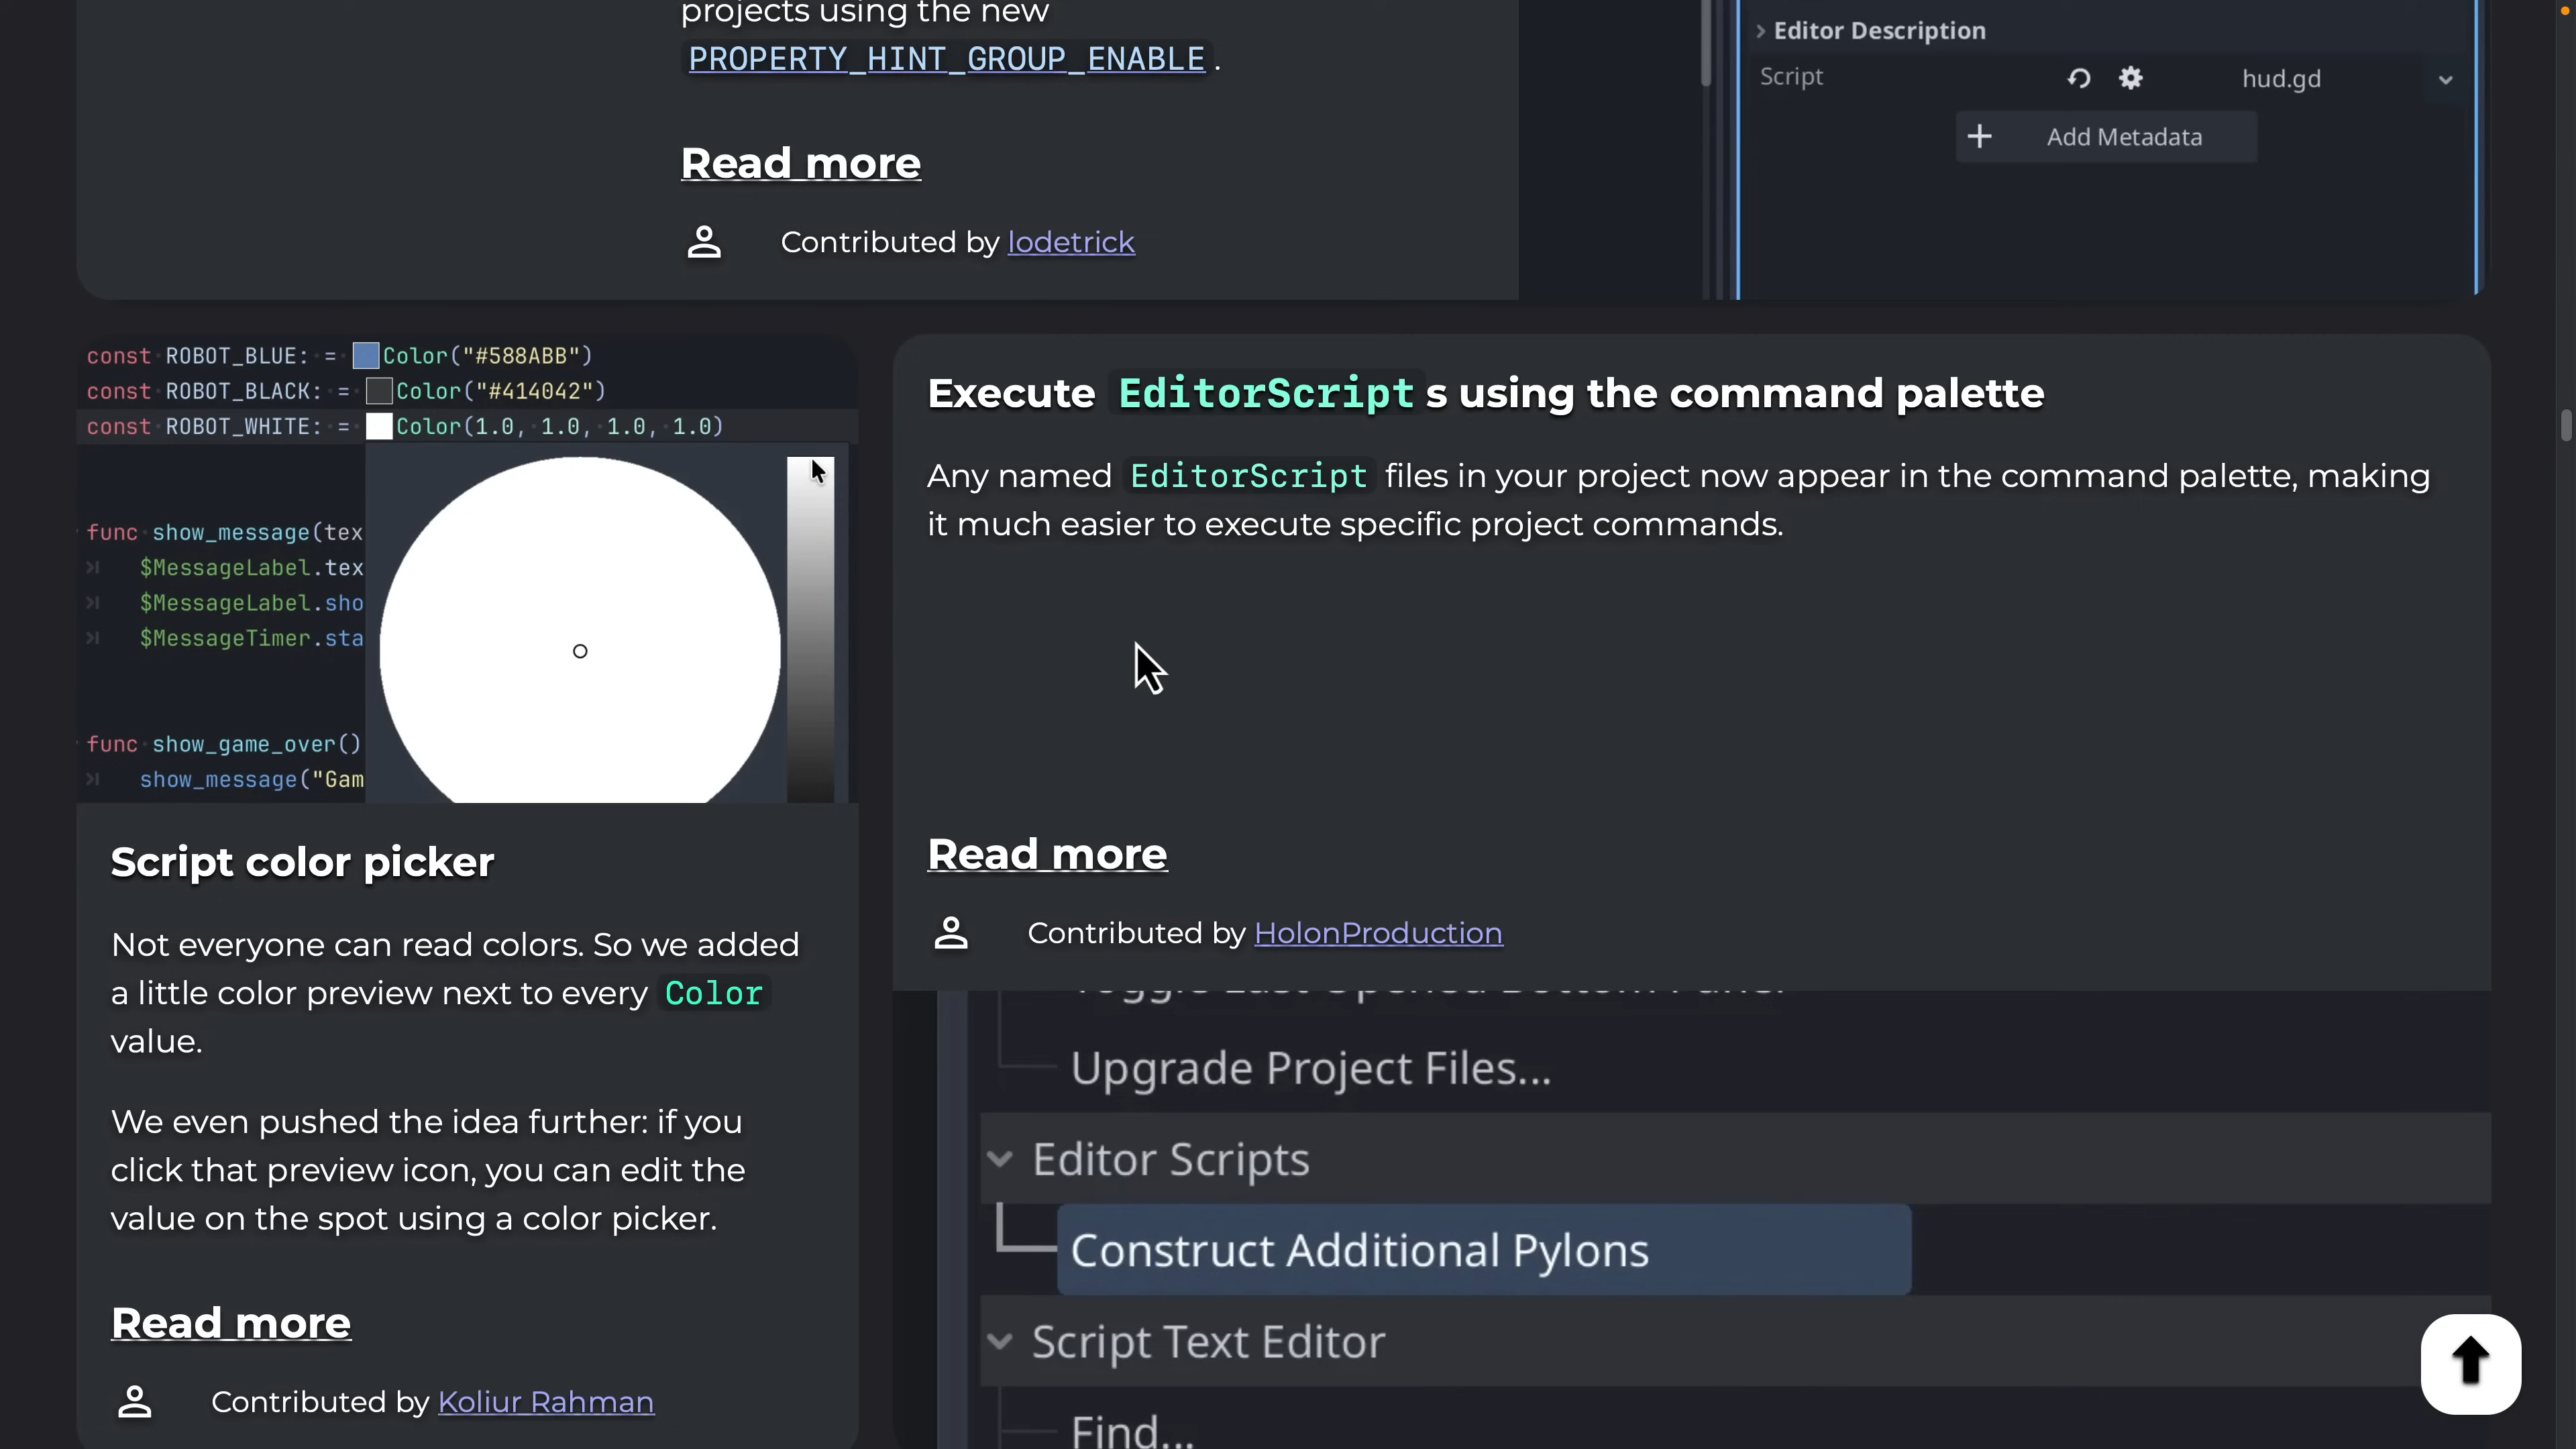 projects using the new
PROPERTY_HINT_GROUP_ENABLE.
Read more
Contributed by lodetrick
Editor Description
Script
hud.gd
Add Metadata
const ROBOT_BLUE: = Color("#588ABB")
const ROBOT_BLACK: = Color("#414042")
const ROBOT_WHITE: = Color(1.0, 1.0, 1.0, 1.0)
func show_message(tex
$MessageLabel.tex
$MessageLabel.sho
$MessageTimer.sta
func show_game_over()
show_message("Gam
Script color picker
Not everyone can read colors. So we added
a little color preview next to every Color
value.
We even pushed the idea further: if you
click that preview icon, you can edit the
value on the spot using a color picker.
Read more
Contributed by Koliur Rahman
Execute EditorScripts using the command palette
Any named EditorScript files in your project now appear in the command palette, making
it much easier to execute specific project commands.
Read more
Contributed by HolonProduction
Toggle Last Opened Bottom Panel
Upgrade Project Files...
Editor Scripts
Construct Additional Pylons
Script Text Editor
Find...